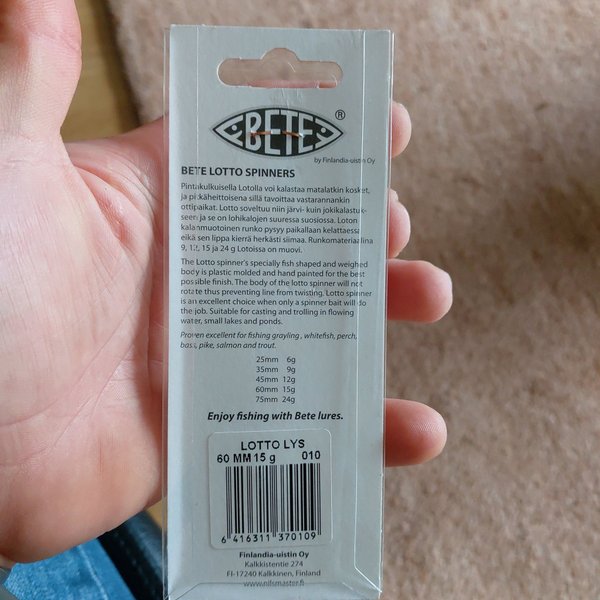 BETE ®
by Finlandia-uistin Oy
BETE LOTTO SPINNERS
Pintakulkuisella Lotolla voi kalastaa matalatkin kosket,
ja pitkäheittoisena sillä tavoittaa vastarannankin
ottipaikat. Lotto soveltuu niin järvi- kuin jokikalastuk-
seen ja se on lohikalojen suuressa suosiossa. Loton
kalanmuotoinen runko pysyy paikallaan kelattaessa
eikä sen lippa kierrä herkästi siimaa. Runkomateriaalina
9, 12, 15 ja 24 g Lotoissa on muovi.
The Lotto spinner's specially fish shaped and weighed
body is plastic molded and hand painted for the best
possible finish. The body of the lotto spinner will not
rotate thus preventing line from twisting. Lotto spinner
is an excellent choice when only a spinner bait will do
the job. Suitable for casting and trolling in flowing
water, small lakes and ponds.
Proven excellent for fishing grayling, whitefish, perch,
bass, pike, salmon and trout.
25mm 6g
35mm 9g
45mm 12g
60mm 15g
75mm 24g
Enjoy fishing with Bete lures.
LOTTO LYS
60 MM 15 g 010
6 416311 370109
Finlandia-uistin Oy
Kalkkistentie 274
FI-17240 Kalkkinen, Finland
www.nilsmaster.fi